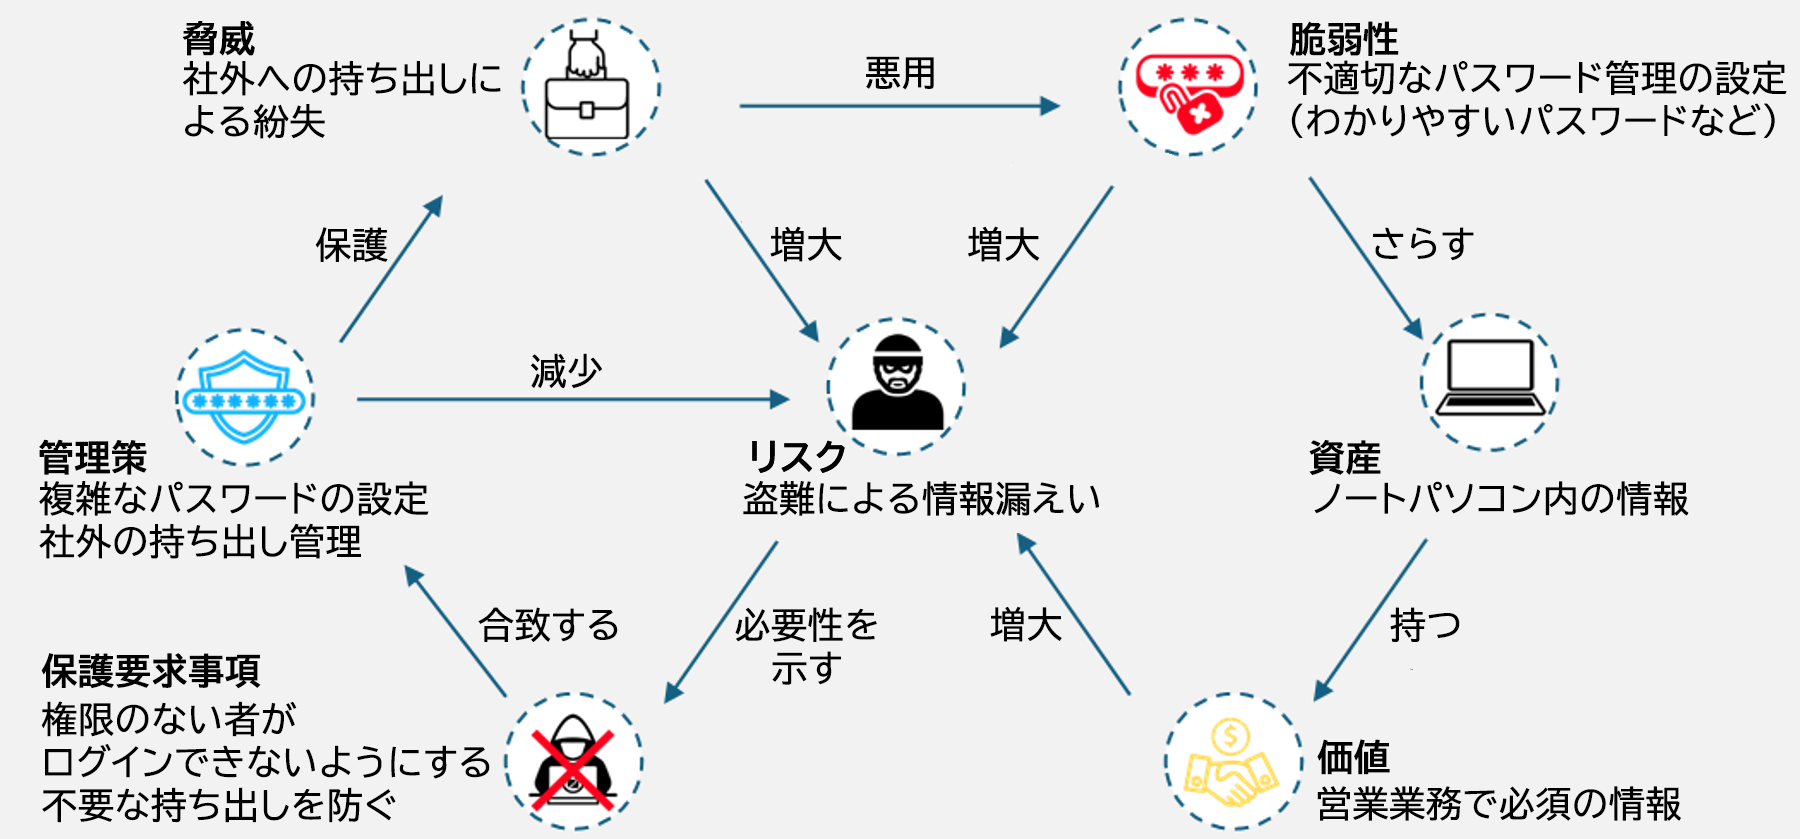 脅威
社外への持ち出しに
よる紛失
悪用
脆弱性
不適切なパスワード管理の設定
（わかりやすいパスワードなど）
保護
増大
増大
さらす
減少
管理策
複雑なパスワードの設定
社外の持ち出し管理
リスク
盗難による情報漏えい
資産
ノートパソコン内の情報
合致する
必要性を
示す
増大
持つ
保護要求事項
権限のない者が
ログインできないようにする
不要な持ち出しを防ぐ
価値
営業業務で必須の情報